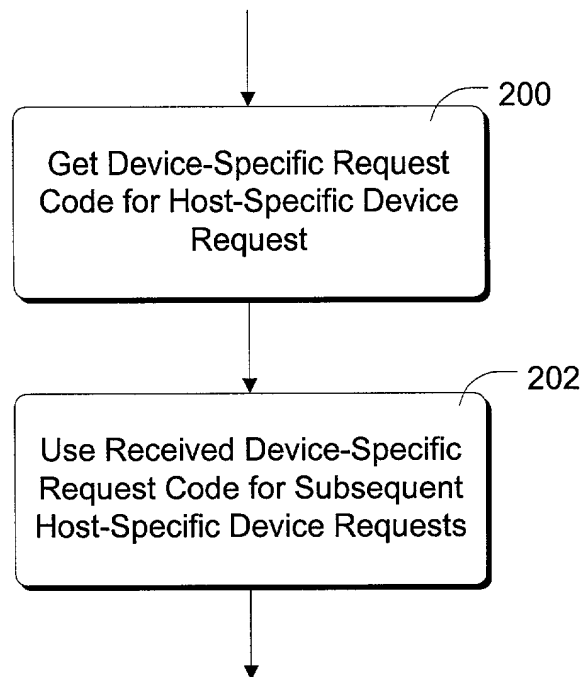 200
Get Device-Specific Request
Code for Host-Specific Device
Request
202
Use Received Device-Specific
Request Code for Subsequent
Host-Specific Device Requests